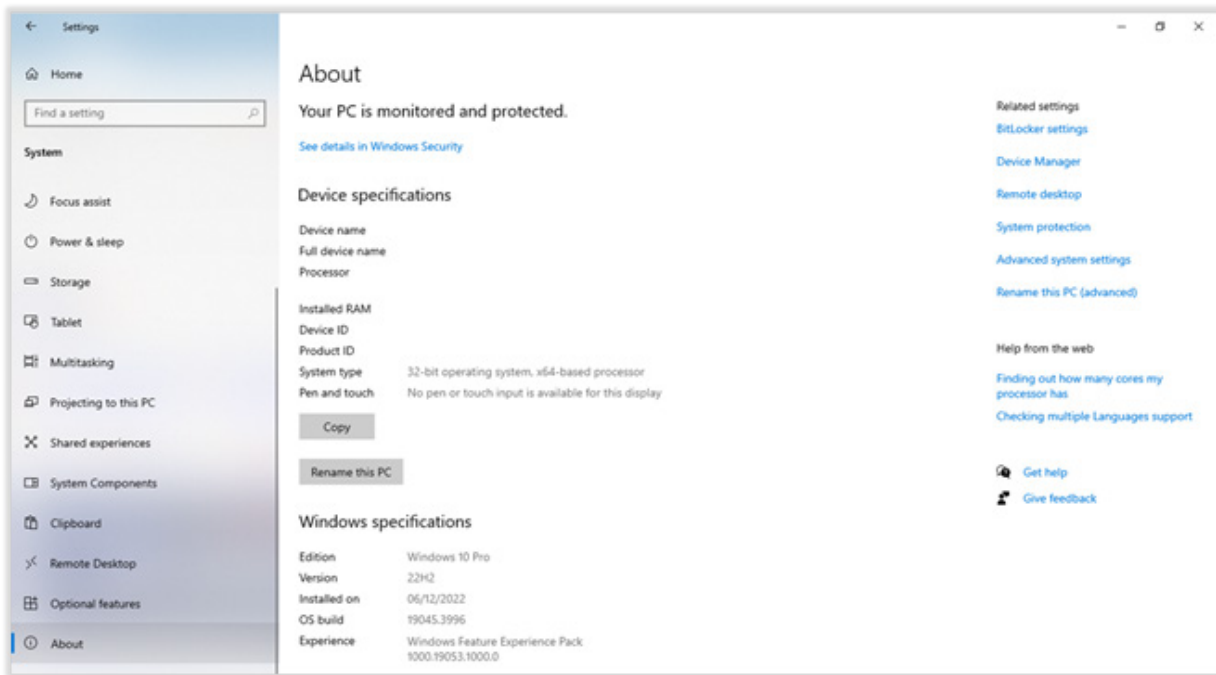 Settings
Home
Find a setting
System
Focus assist
Power & sleep
Storage
Tablet
Multitasking
Projecting to this PC
Shared experiences
System Components
Clipboard
Remote Desktop
Optional features
About
About
Your PC is monitored and protected.
See details in Windows Security
Device specifications
Device name
Full device name
Processor
Installed RAM
Device ID
Product ID
System type 32-bit operating system, x64-based processor
Pen and touch No pen or touch input is available for this display
Copy
Rename this PC
Windows specifications
Edition Windows 10 Pro
Version 22H2
Installed on 06/12/2022
OS build 19045.3996
Experience Windows Feature Experience Pack
1000.19053.1000.0
Related settings
BitLocker settings
Device Manager
Remote desktop
System protection
Advanced system settings
Rename this PC (advanced)
Help from the web
Finding out how many cores my
processor has
Checking multiple Languages support
Get help
Give feedback